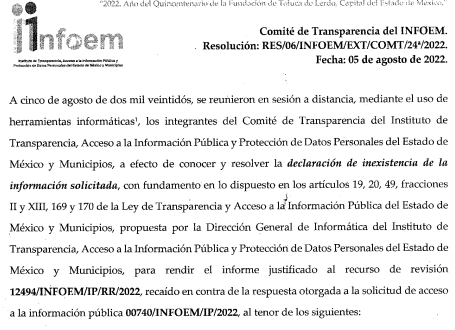 "2022. Año del Quincentenario de la Fundación de Toluca de Lerdo, Capital del Estado de México."
infoem
Instituto de Transparencia, Acceso a la Información Pública y
Protección de Datos Personales del Estado de México y Municipios
Comité de Transparencia del INFOEM.
Resolución: RES/06/INFOEM/EXT/COMT/24ª/2022.
Fecha: 05 de agosto de 2022.
A cinco de agosto de dos mil veintidós, se reunieron en sesión a distancia, mediante el uso de
herramientas informáticas¹, los integrantes del Comité de Transparencia del Instituto de
Transparencia, Acceso a la Información Pública y Protección de Datos Personales del Estado de
México y Municipios, a efecto de conocer y resolver la declaración de inexistencia de la
información solicitada, con fundamento en lo dispuesto en los artículos 19, 20, 49, fracciones
II y XIII, 169 y 170 de la Ley de Transparencia y Acceso a la Información Pública del Estado de
México y Municipios, propuesta por la Dirección General de Informática del Instituto de
Transparencia, Acceso a la Información Pública y Protección de Datos Personales del Estado de
México y Municipios, para rendir el informe justificado al recurso de revisión
12494/INFOEM/IP/RR/2022, recaído en contra de la respuesta otorgada a la solicitud de acceso
a la información pública 00740/INFOEM/IP/2022, al tenor de los siguientes: